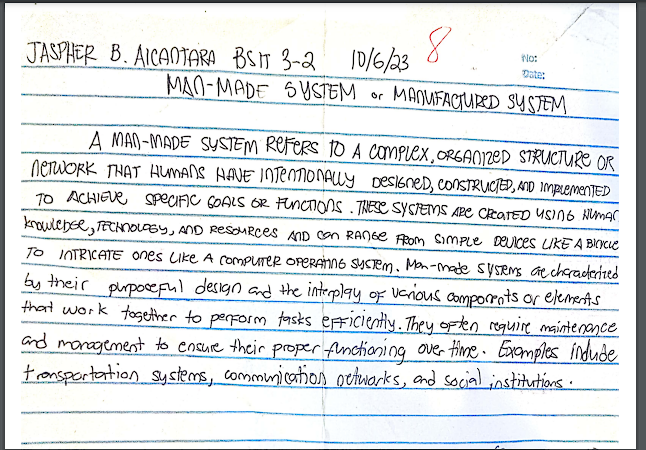 JASPHER B. AlCANTARA BSIT 3-2 10/6/23 8
No:
Date:
MAN-MADE SYSTEM or MANUFACTURED SYSTEM
A MAN-MADE SYSTEM REFERS TO A COMPLEX, ORGANIZED STRUCTURE OR
NETWORK THAT HUMANS HAVE INTENTIONALLY DESIGNED, CONSTRUCTED, AND IMPLEMENTED
TO ACHIEVE SPECIFIC GOALS OR FUNCTIONS. THESE SYSTEMS ARE CREATED USING HUMAN
KNOWLEDGE, TECHNOLOGY, AND RESOURCES AND CAN RANGE FROM SIMPLE DEVICES LIKE A BICYCLE
TO INTRICATE ONES LIKE A COMPUTER OPERATING SYSTEM. Man-made systems are characterized
by their purposeful design and the interplay of various components or elements
that work together to perform tasks efficiently. They often require maintenance
and management to ensure their proper functioning over time. Examples include
transportation systems, communication networks, and social institutions.